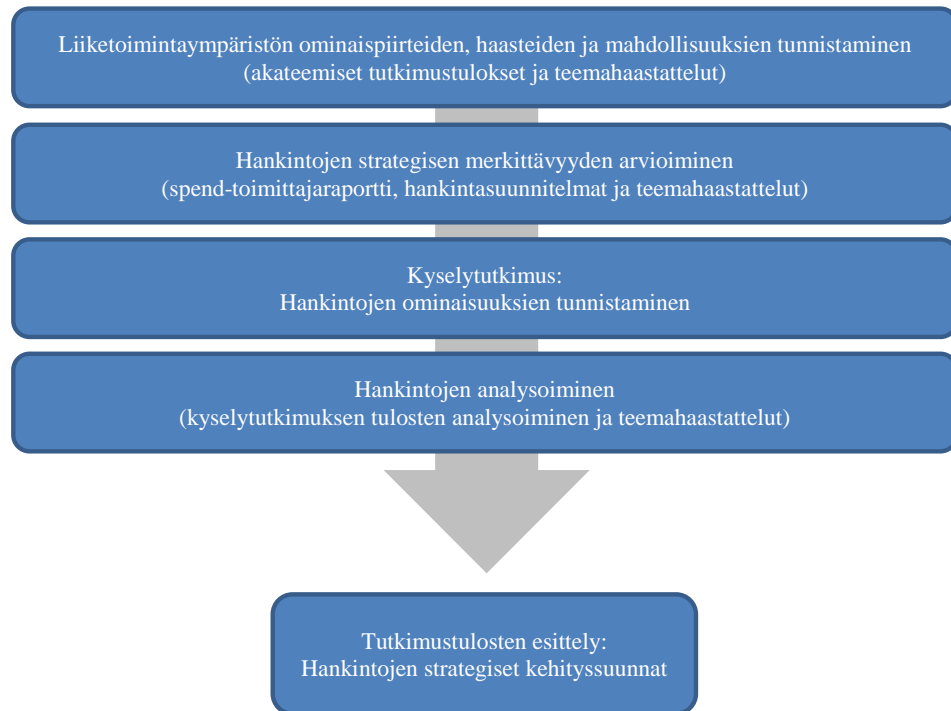 Liiketoimintaympäristön ominaispiirteiden, haasteiden ja mahdollisuuksien tunnistaminen
(akateemiset tutkimustulokset ja teemahaastattelut)
Hankintojen strategisen merkittävyyden arvioiminen
(spend-toimittajaraportti, hankintasuunnitelmat ja teemahaastattelut)
Kyselytutkimus:
Hankintojen ominaisuuksien tunnistaminen
Hankintojen analysoiminen
(kyselytutkimuksen tulosten analysoiminen ja teemahaastattelut)
Tutkimustulosten esittely:
Hankintojen strategiset kehityssuunnat